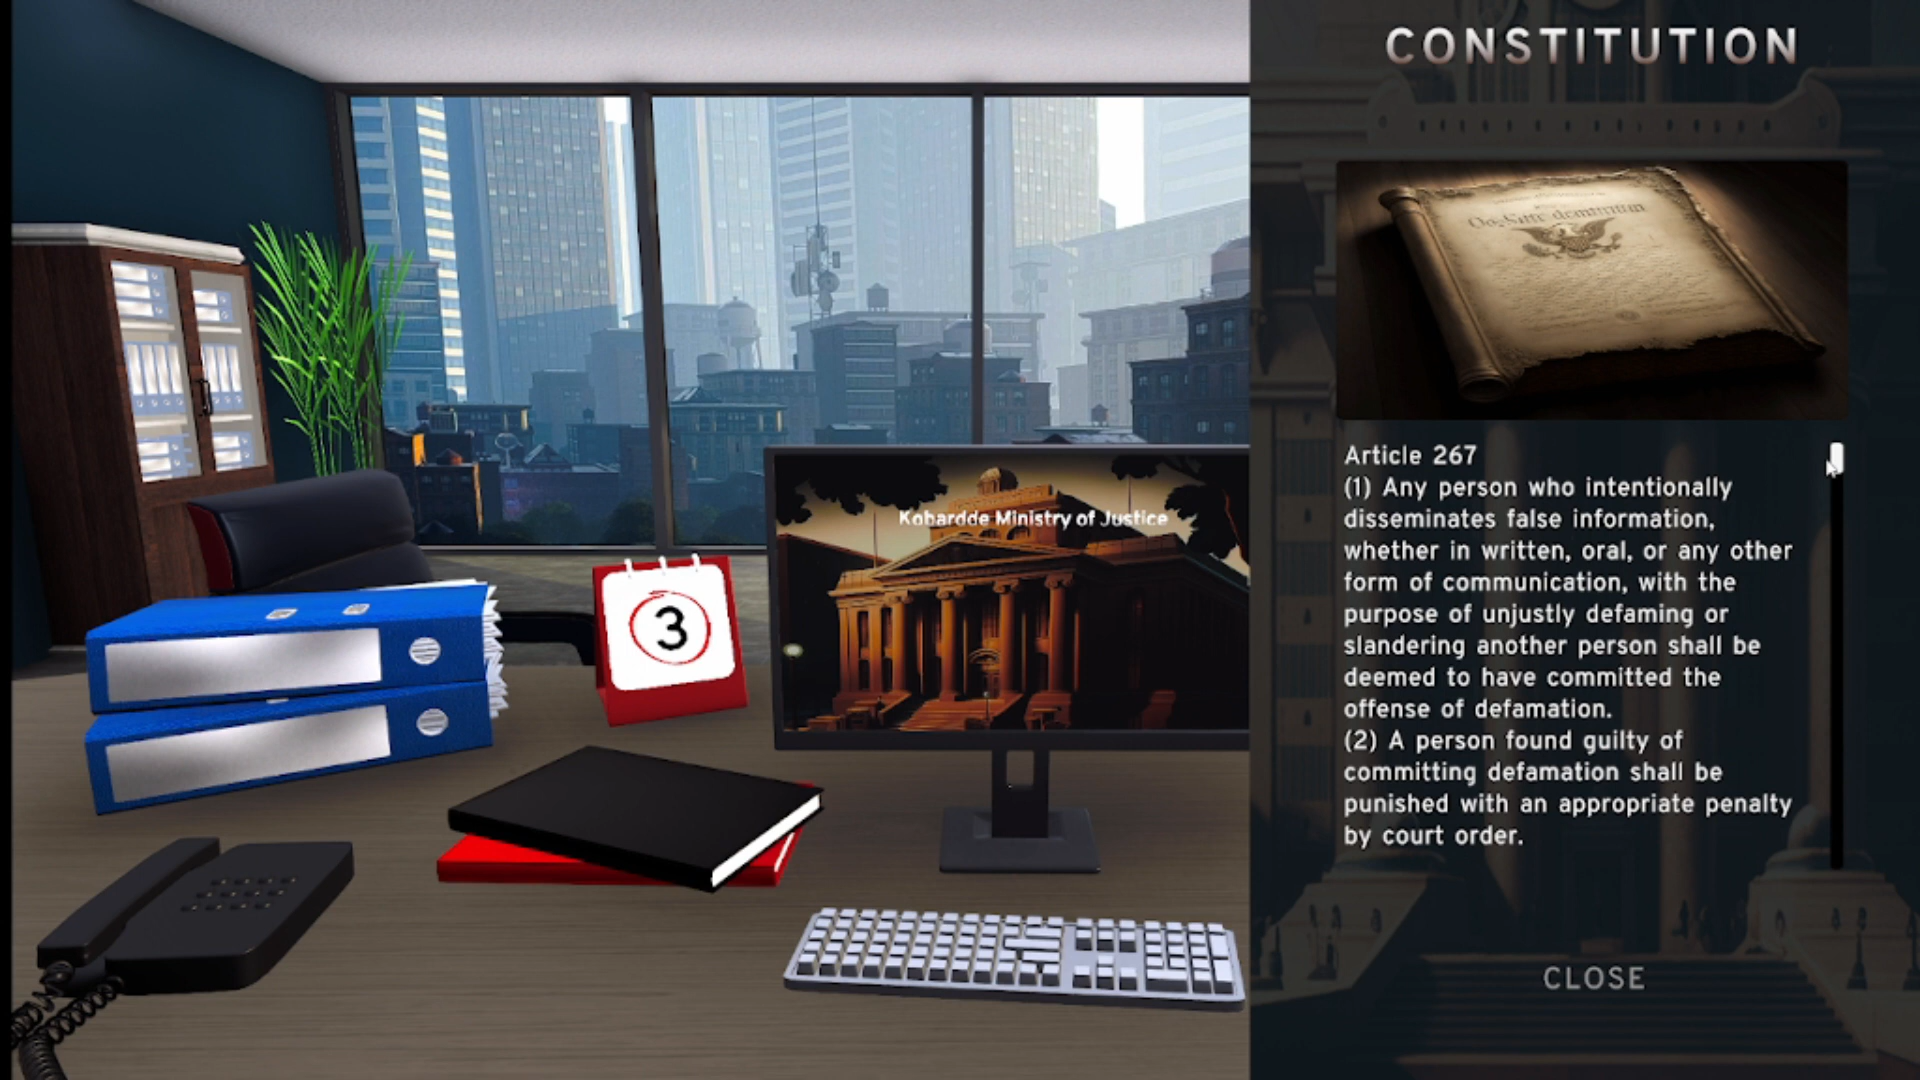 CONSTITUTION
Kobardde Ministry of Justice
3
Article 267
(1) Any person who intentionally
disseminates false information,
whether in written, oral, or any other
form of communication, with the
purpose of unjustly defaming or
slandering another person shall be
deemed to have committed the
offense of defamation.
(2) A person found guilty of
committing defamation shall be
punished with an appropriate penalty
by court order.
CLOSE